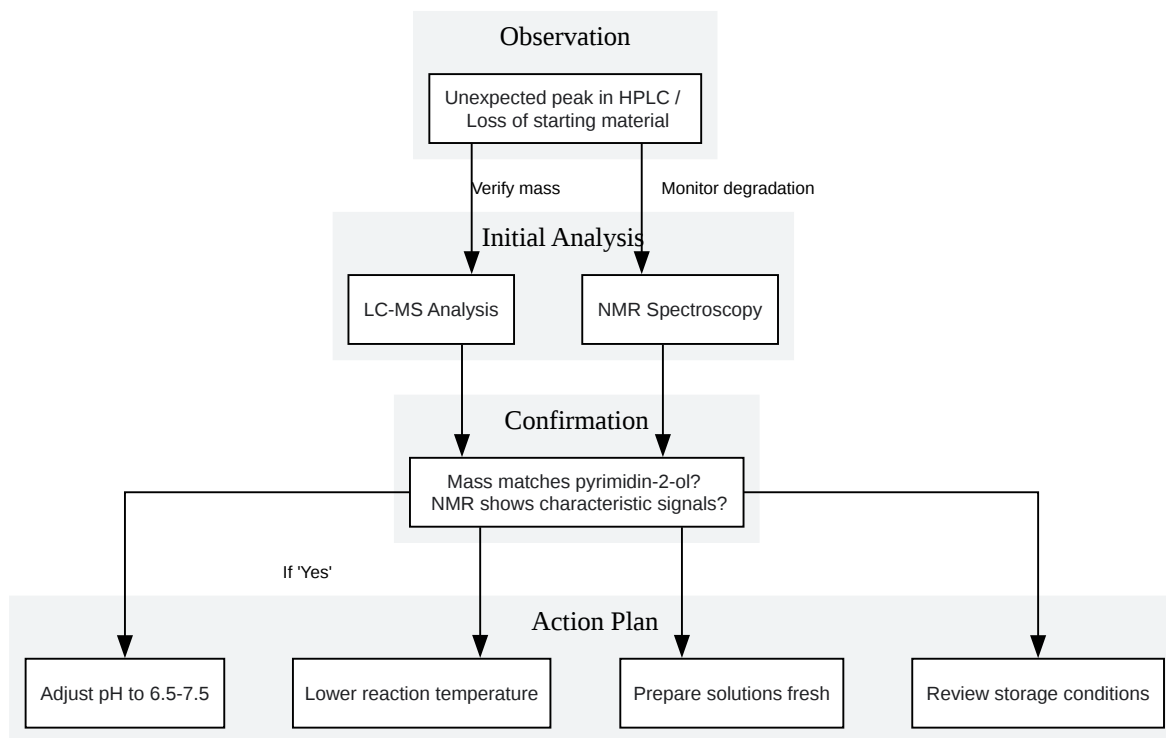 Observation
Unexpected peak in HPLC /
Loss of starting material
Verify mass
Monitor degradation
Initial Analysis
LC-MS Analysis
NMR Spectroscopy
Confirmation
Mass matches pyrimidin-2-ol?
NMR shows characteristic signals?
If 'Yes'
Action Plan
Adjust pH to 6.5-7.5
Lower reaction temperature
Prepare solutions fresh
Review storage conditions